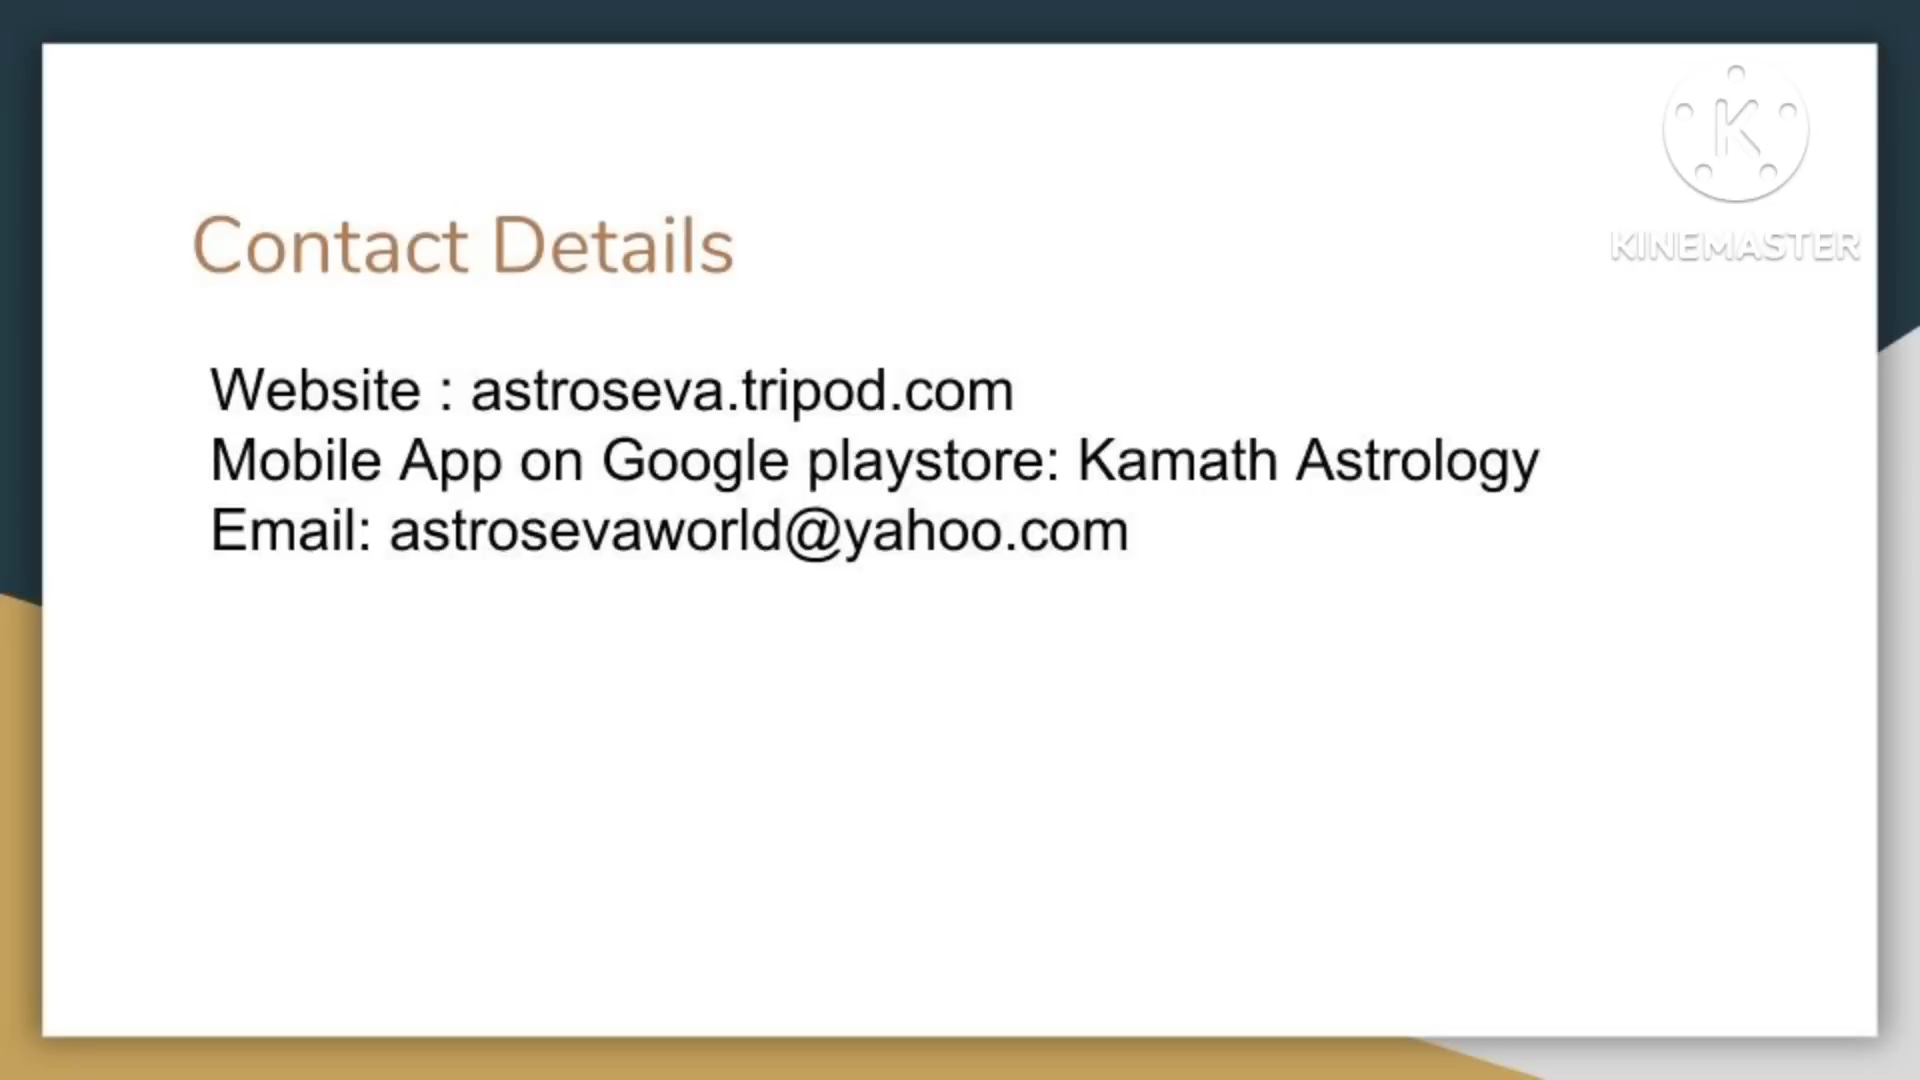 K
KINEMASTER
Contact Details
Website : astroseva.tripod.com
Mobile App on Google playstore: Kamath Astrology
Email: astrosevaworld@yahoo.com